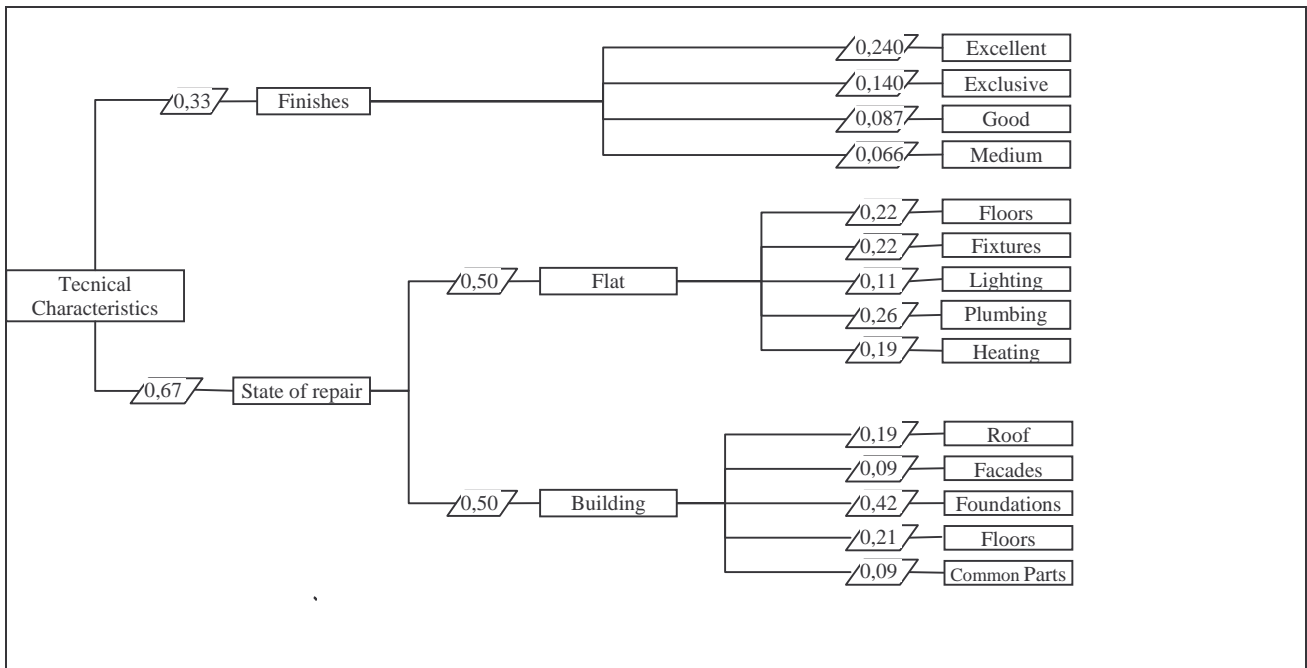 0,240 Excellent
0,140 Exclusive
0,33 Finishes
0,087 Good
0,066 Medium
0,22 Floors
0,22 Fixtures
Tecnical
Characteristics
0,50 Flat
0,11 Lighting
0,26 Plumbing
0,19 Heating
0,67 State of repair
0,19 Roof
0,09 Facades
0,50 Building
0,42 Foundations
0,21 Floors
0,09 Common Parts